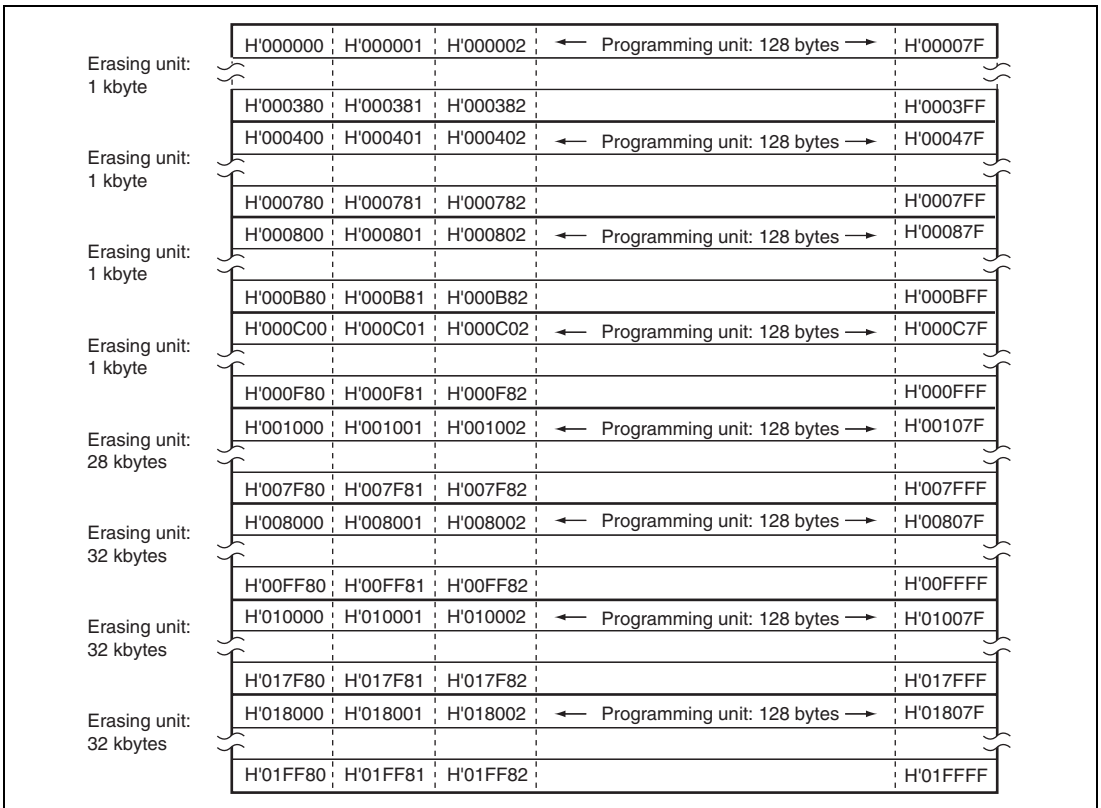 H'000000 H'000001 H'000002 ← Programming unit: 128 bytes → H'00007F
Erasing unit:
1 kbyte
H'000380 H'000381 H'000382 H'0003FF
H'000400 H'000401 H'000402 ← Programming unit: 128 bytes → H'00047F
Erasing unit:
1 kbyte
H'000780 H'000781 H'000782 H'0007FF
H'000800 H'000801 H'000802 ← Programming unit: 128 bytes → H'00087F
Erasing unit:
1 kbyte
H'000B80 H'000B81 H'000B82 H'000BFF
H'000C00 H'000C01 H'000C02 ← Programming unit: 128 bytes → H'000C7F
Erasing unit:
1 kbyte
H'000F80 H'000F81 H'000F82 H'000FFF
H'001000 H'001001 H'001002 ← Programming unit: 128 bytes → H'00107F
Erasing unit:
28 kbytes
H'007F80 H'007F81 H'007F82 H'007FFF
H'008000 H'008001 H'008002 ← Programming unit: 128 bytes → H'00807F
Erasing unit:
32 kbytes
H'00FF80 H'00FF81 H'00FF82 H'00FFFF
H'010000 H'010001 H'010002 ← Programming unit: 128 bytes → H'01007F
Erasing unit:
32 kbytes
H'017F80 H'017F81 H'017F82 H'017FFF
H'018000 H'018001 H'018002 ← Programming unit: 128 bytes → H'01807F
Erasing unit:
32 kbytes
H'01FF80 H'01FF81 H'01FF82 H'01FFFF